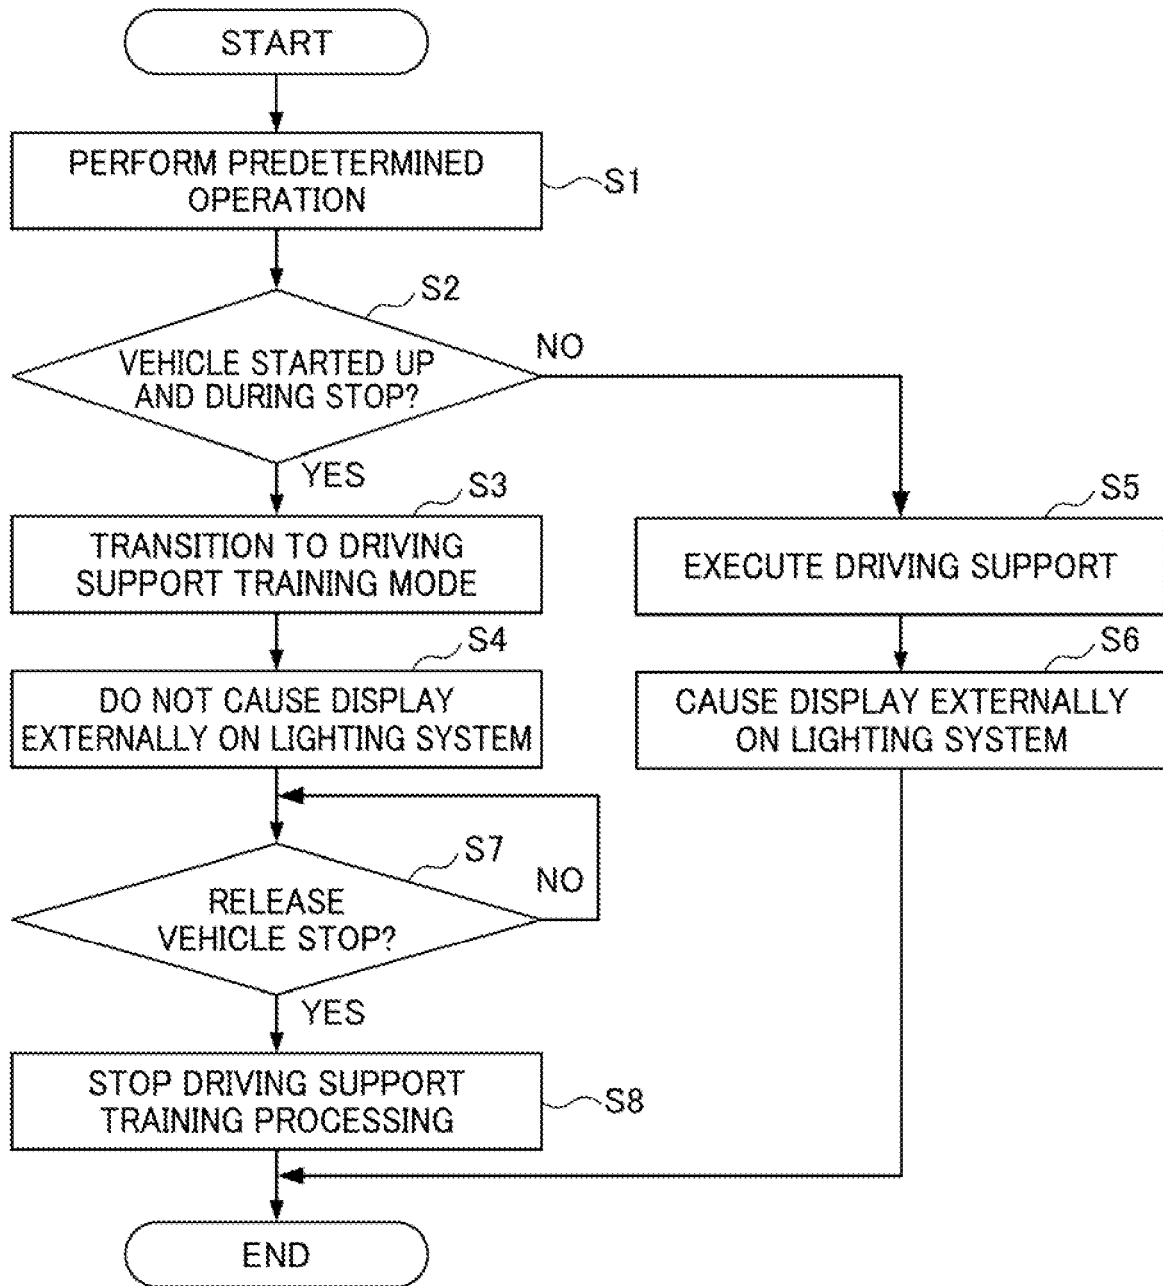 START
PERFORM PREDETERMINED
OPERATION
S1
S2
VEHICLE STARTED UP
AND DURING STOP?
NO
YES
S3
TRANSITION TO DRIVING
SUPPORT TRAINING MODE
S5
EXECUTE DRIVING SUPPORT
S4
DO NOT CAUSE DISPLAY
EXTERNALLY ON LIGHTING SYSTEM
S6
CAUSE DISPLAY EXTERNALLY
ON LIGHTING SYSTEM
S7
RELEASE
VEHICLE STOP?
NO
YES
STOP DRIVING SUPPORT
TRAINING PROCESSING
S8
END